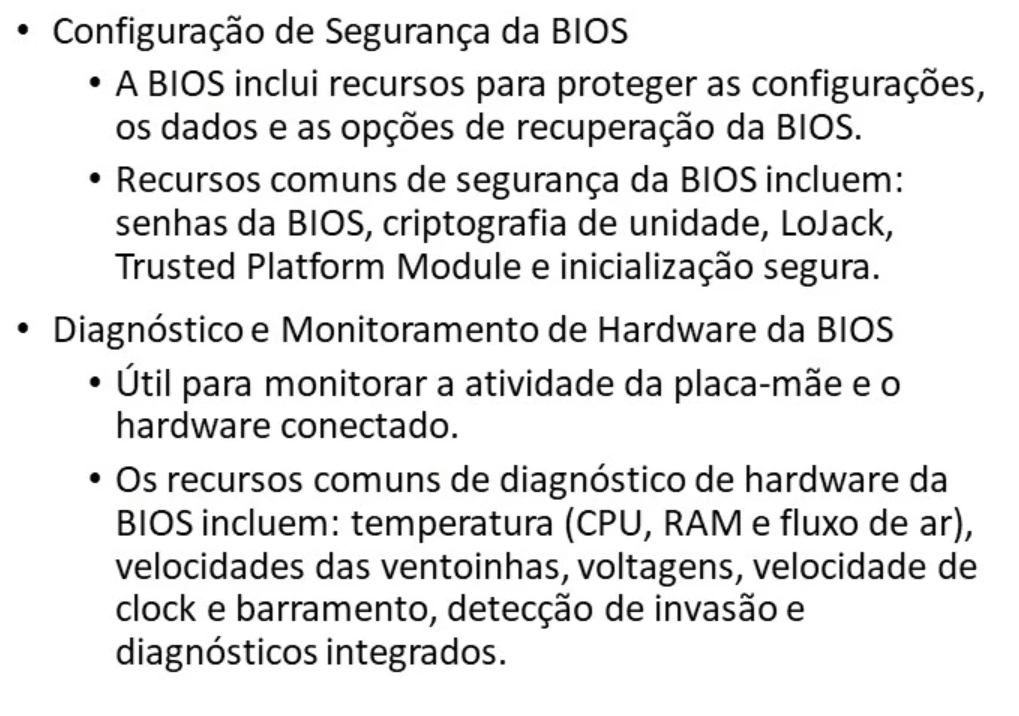 • Configuração de Segurança da BIOS
• A BIOS inclui recursos para proteger as configurações,
os dados e as opções de recuperação da BIOS.
• Recursos comuns de segurança da BIOS incluem:
senhas da BIOS, criptografia de unidade, LoJack,
Trusted Platform Module e inicialização segura.
• Diagnóstico e Monitoramento de Hardware da BIOS
• Útil para monitorar a atividade da placa-mãe e o
hardware conectado.
• Os recursos comuns de diagnóstico de hardware da
BIOS incluem: temperatura (CPU, RAM e fluxo de ar),
velocidades das ventoinhas, voltagens, velocidade de
clock e barramento, detecção de invasão e
diagnósticos integrados.